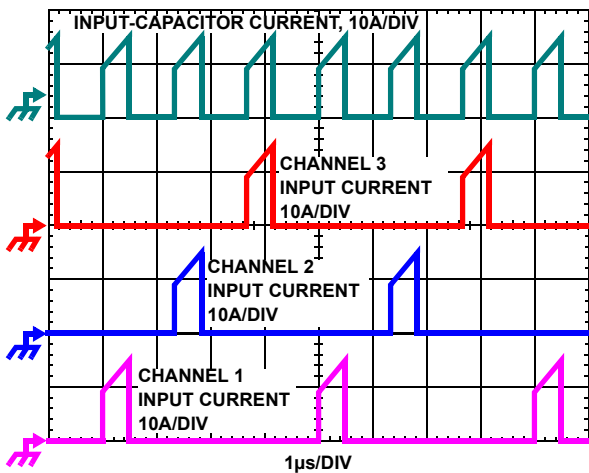 INPUT-CAPACITOR CURRENT, 10A/DIV
CHANNEL 3
INPUT CURRENT
10A/DIV
CHANNEL 2
INPUT CURRENT
10A/DIV
CHANNEL 1
INPUT CURRENT
10A/DIV
1µs/DIV